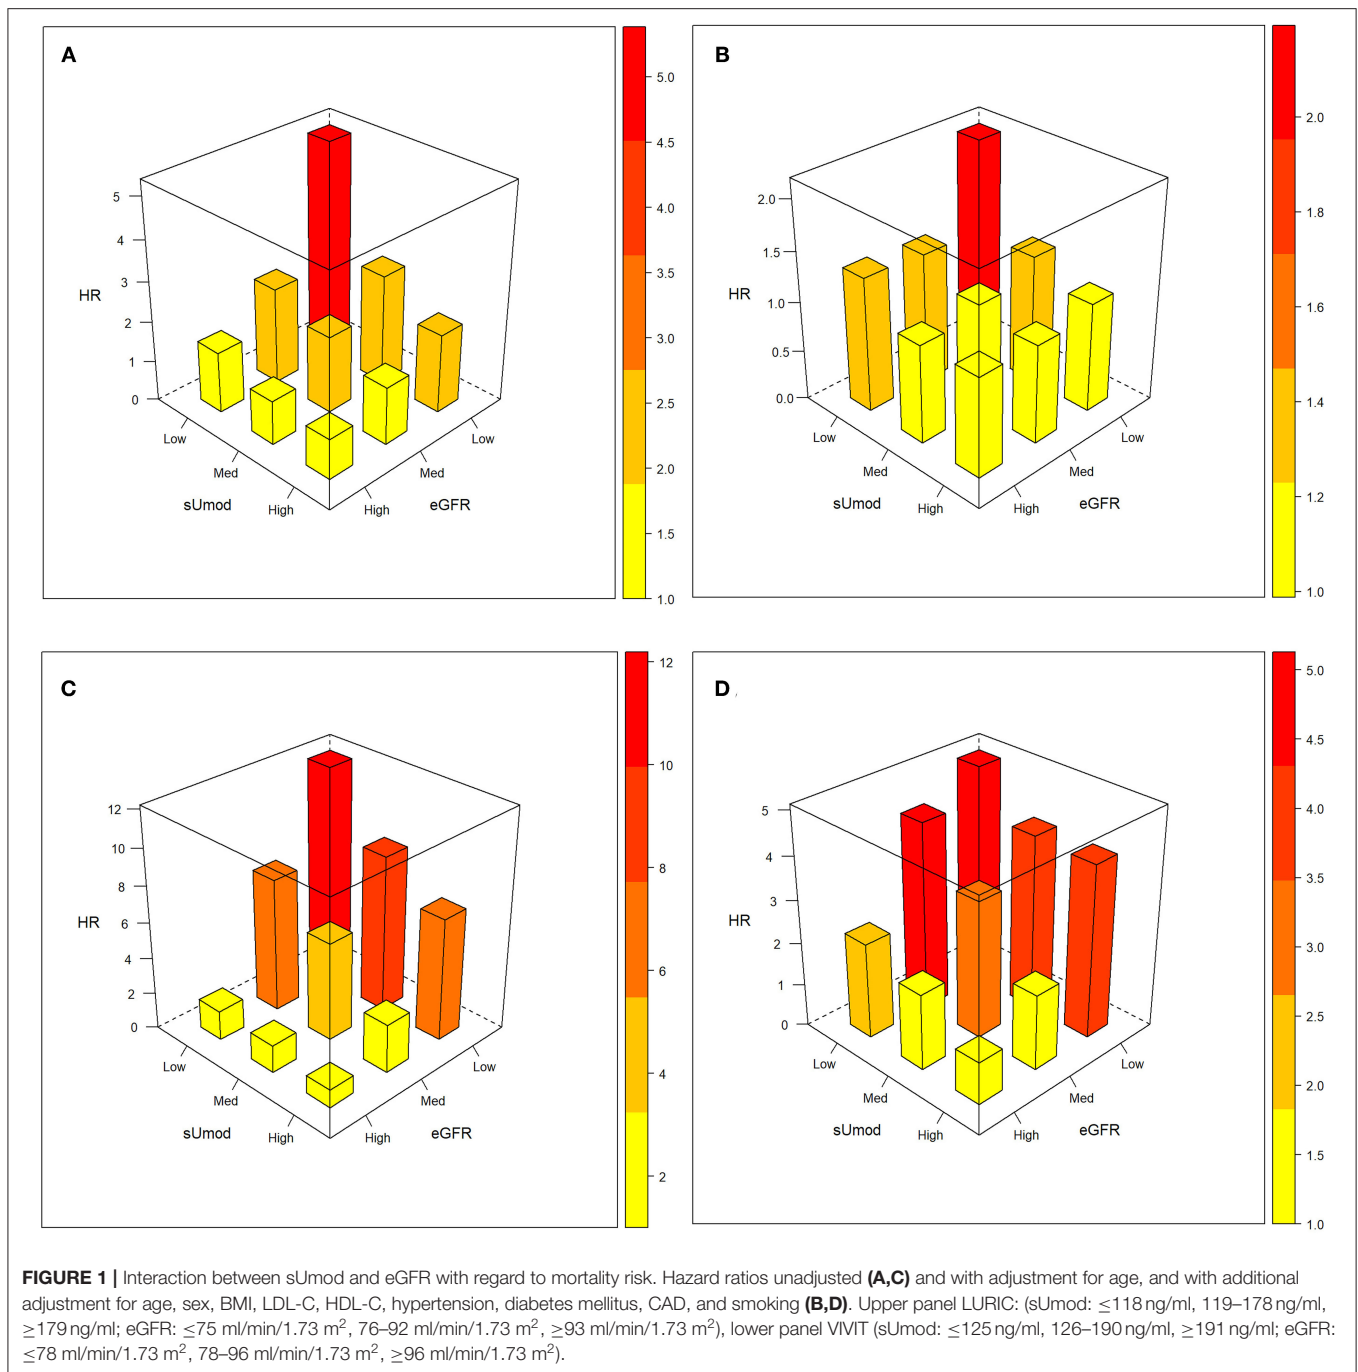 A
5
4
3
2
1
0
HR
Low
Med
High
sUmod
High
Med
Low
eGFR
5.0
4.5
4.0
3.5
3.0
2.5
2.0
1.5
1.0
B
2.0
1.5
1.0
0.5
0.0
HR
Low
Med
High
sUmod
High
Med
Low
eGFR
2.0
1.8
1.6
1.4
1.2
1.0
C
12
10
8
6
4
2
0
HR
Low
Med
High
sUmod
High
Med
Low
eGFR
12
10
8
6
4
2
D
5
4
3
2
1
0
HR
Low
Med
High
sUmod
High
Med
Low
eGFR
5.0
4.5
4.0
3.5
3.0
2.5
2.0
1.5
1.0
FIGURE 1 | Interaction between sUmod and eGFR with regard to mortality risk. Hazard ratios unadjusted (A,C) and with adjustment for age, and with additional
adjustment for age, sex, BMI, LDL-C, HDL-C, hypertension, diabetes mellitus, CAD, and smoking (B,D). Upper panel LURIC: (sUmod: ≤118 ng/ml, 119–178 ng/ml,
≥179 ng/ml; eGFR: ≤75 ml/min/1.73 m², 76–92 ml/min/1.73 m², ≥93 ml/min/1.73 m²), lower panel VIVIT (sUmod: ≤125 ng/ml, 126–190 ng/ml, ≥191 ng/ml; eGFR:
≤78 ml/min/1.73 m², 78–96 ml/min/1.73 m², ≥96 ml/min/1.73 m²).